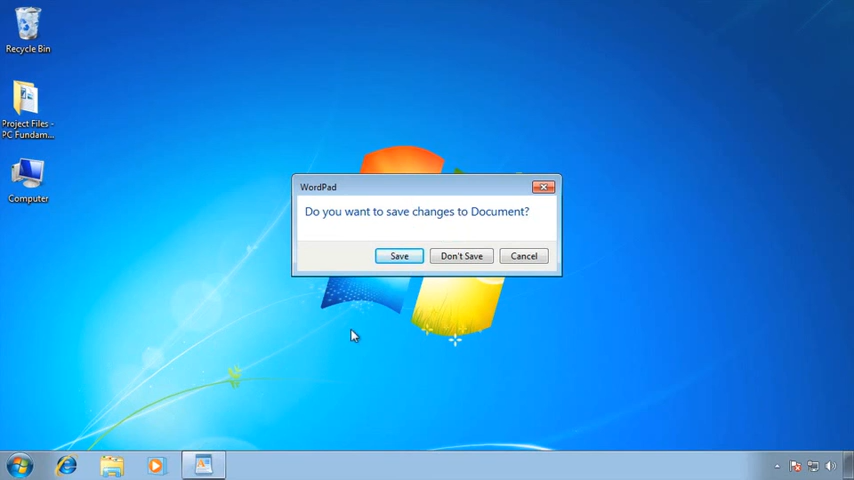 Recycle Bin
Project Files -
PC Fundam...
Computer
WordPad
Do you want to save changes to Document?
Save
Don't Save
Cancel